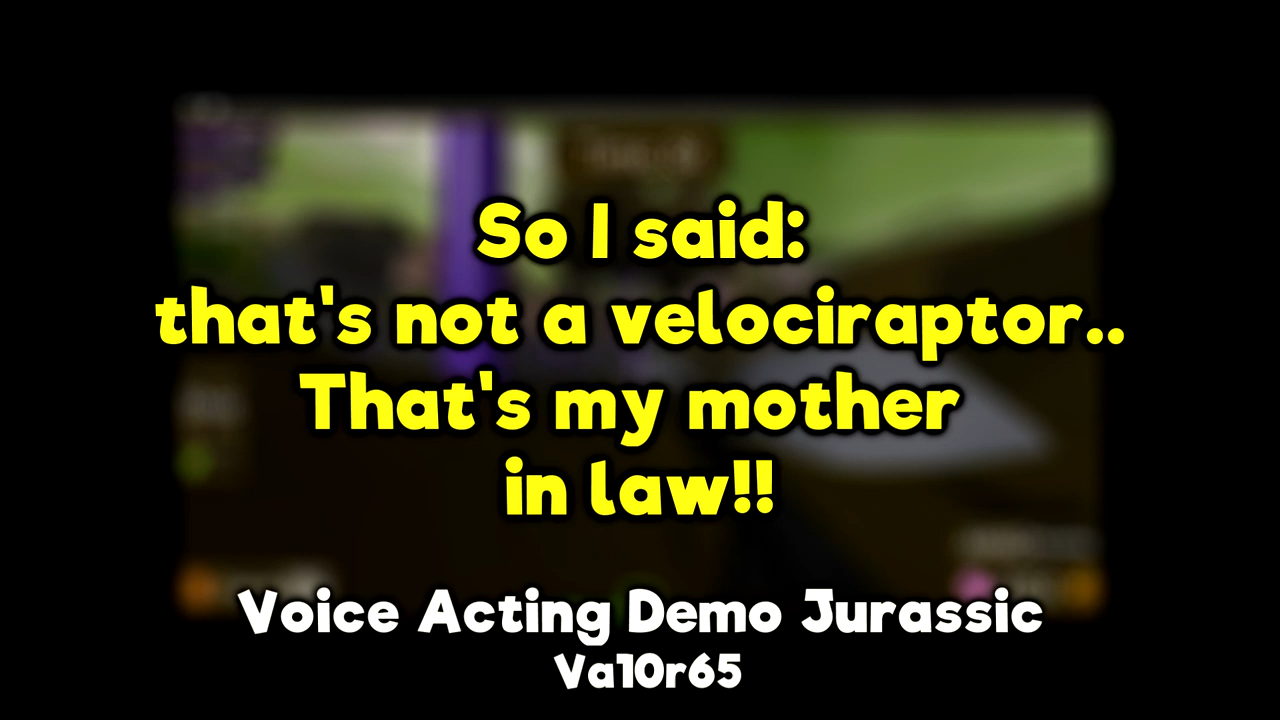 So I said:
that's not a velociraptor..
That's my mother
in law!!
Voice Acting Demo Jurassic
Va10r65